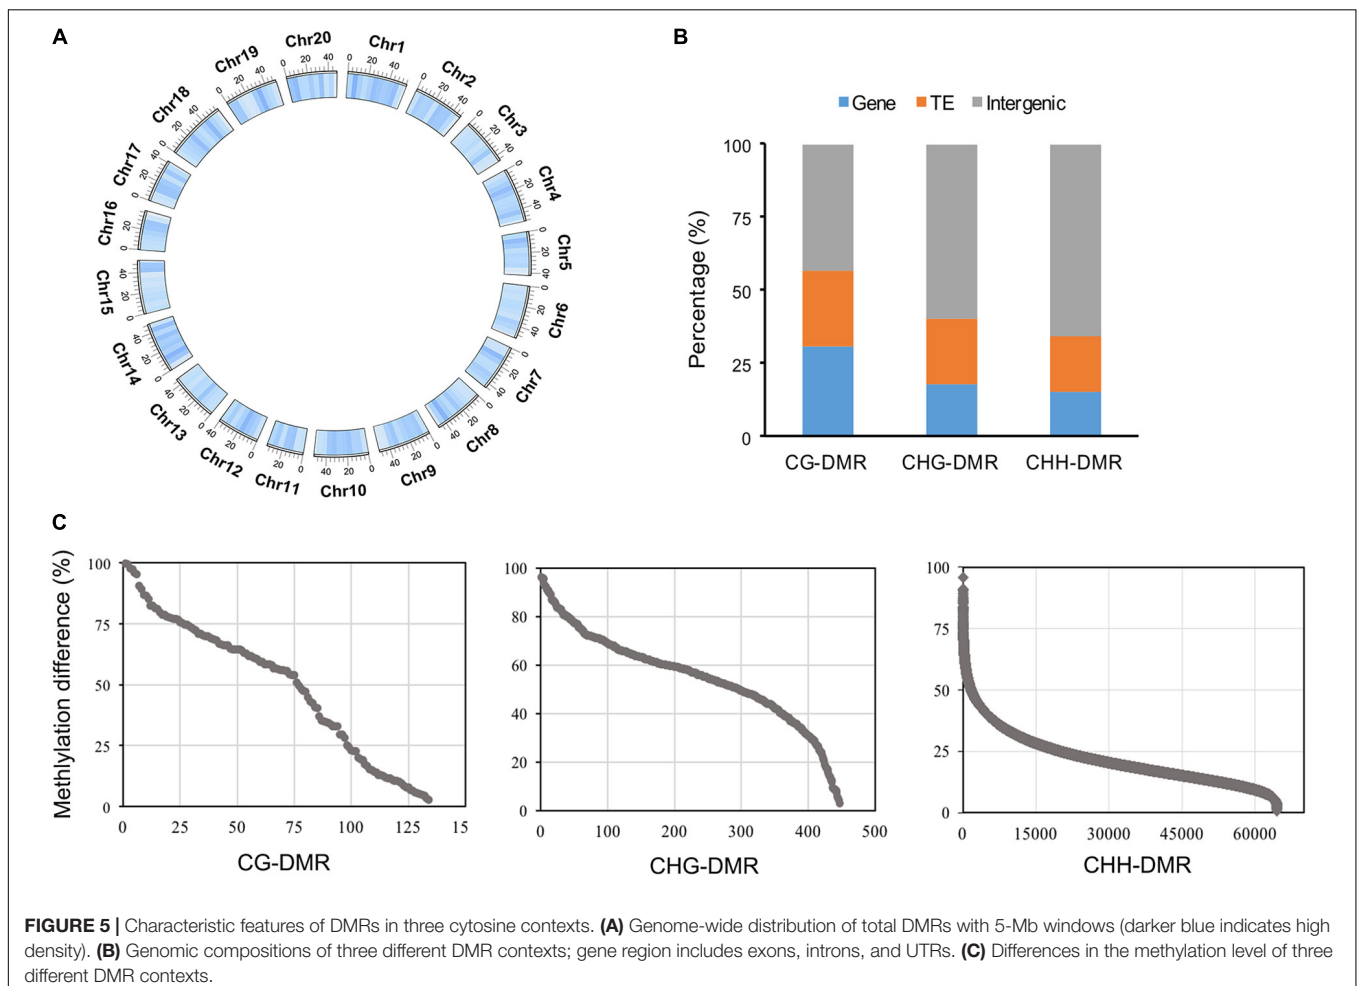 A
Chr1
Chr2
Chr3
Chr4
Chr5
Chr6
Chr7
Chr8
Chr9
Chr10
Chr11
Chr12
Chr13
Chr14
Chr15
Chr16
Chr17
Chr18
Chr19
Chr20
B
Gene TE Intergenic
Percentage (%)
100
75
50
25
0
CG-DMR CHG-DMR CHH-DMR
C
Methlylation difference (%)
100
75
50
25
0
0 25 50 75 100 125 15
CG-DMR
100
80
60
40
20
0
0 100 200 300 400 500
CHG-DMR
100
75
50
25
0
0 15000 30000 45000 60000
CHH-DMR
FIGURE 5 | Characteristic features of DMRs in three cytosine contexts. (A) Genome-wide distribution of total DMRs with 5-Mb windows (darker blue indicates high
density). (B) Genomic compositions of three different DMR contexts; gene region includes exons, introns, and UTRs. (C) Differences in the methylation level of three
different DMR contexts.